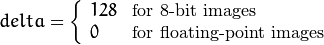 delta = { 128 for 8-bit images
0 for floating-point images